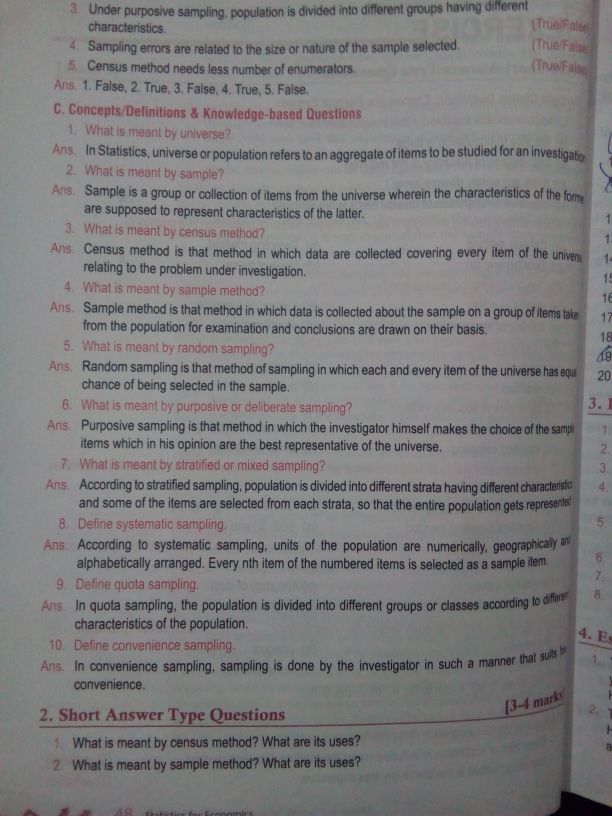 3. Under purposive sampling, population is divided into different groups having different
characteristics. (True/False)
4. Sampling errors are related to the size or nature of the sample selected. (True/False
5. Census method needs less number of enumerators. (True/False
Ans. 1. False, 2. True, 3. False, 4. True, 5. False.
C. Concepts/Definitions & Knowledge-based Questions
1. What is meant by universe?
Ans. In Statistics, universe or population refers to an aggregate of items to be studied for an investigation
2. What is meant by sample?
Ans. Sample is a group or collection of items from the universe wherein the characteristics of the forme
are supposed to represent characteristics of the latter.
3. What is meant by census method?
Ans. Census method is that method in which data are collected covering every item of the universe
relating to the problem under investigation.
4. What is meant by sample method?
Ans. Sample method is that method in which data is collected about the sample on a group of items take
from the population for examination and conclusions are drawn on their basis.
5. What is meant by random sampling?
Ans. Random sampling is that method of sampling in which each and every item of the universe has equa
chance of being selected in the sample.
6. What is meant by purposive or deliberate sampling?
Ans. Purposive sampling is that method in which the investigator himself makes the choice of the sample
items which in his opinion are the best representative of the universe.
7. What is meant by stratified or mixed sampling?
Ans. According to stratified sampling, population is divided into different strata having different characteristics
and some of the items are selected from each strata, so that the entire population gets represented
8. Define systematic sampling.
Ans. According to systematic sampling, units of the population are numerically, geographically and
alphabetically arranged. Every nth item of the numbered items is selected as a sample item.
9. Define quota sampling.
Ans. In quota sampling, the population is divided into different groups or classes according to differen
characteristics of the population.
10. Define convenience sampling.
Ans. In convenience sampling, sampling is done by the investigator in such a manner that suits hi
convenience.
2. Short Answer Type Questions [3-4 marks]
1. What is meant by census method? What are its uses?
2. What is meant by sample method? What are its uses?
48 Statistics for Economics
1
1
14
15
16
17
18
19
20
3. I
1.
2.
3.
4.
5.
6.
7.
8.
4. Es
1.
2.